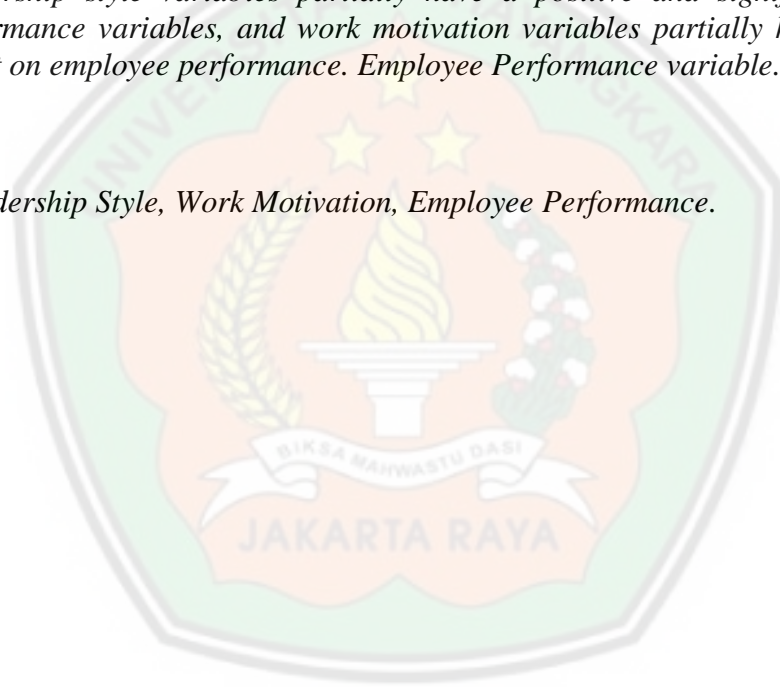 rship style variables partially have a positive and sign
rmance variables, and work motivation variables partially h
t on employee performance. Employee Performance variable.
dership Style, Work Motivation, Employee Performance.
BIKSA MAHWASTU DASI
JAKARTA RAYA